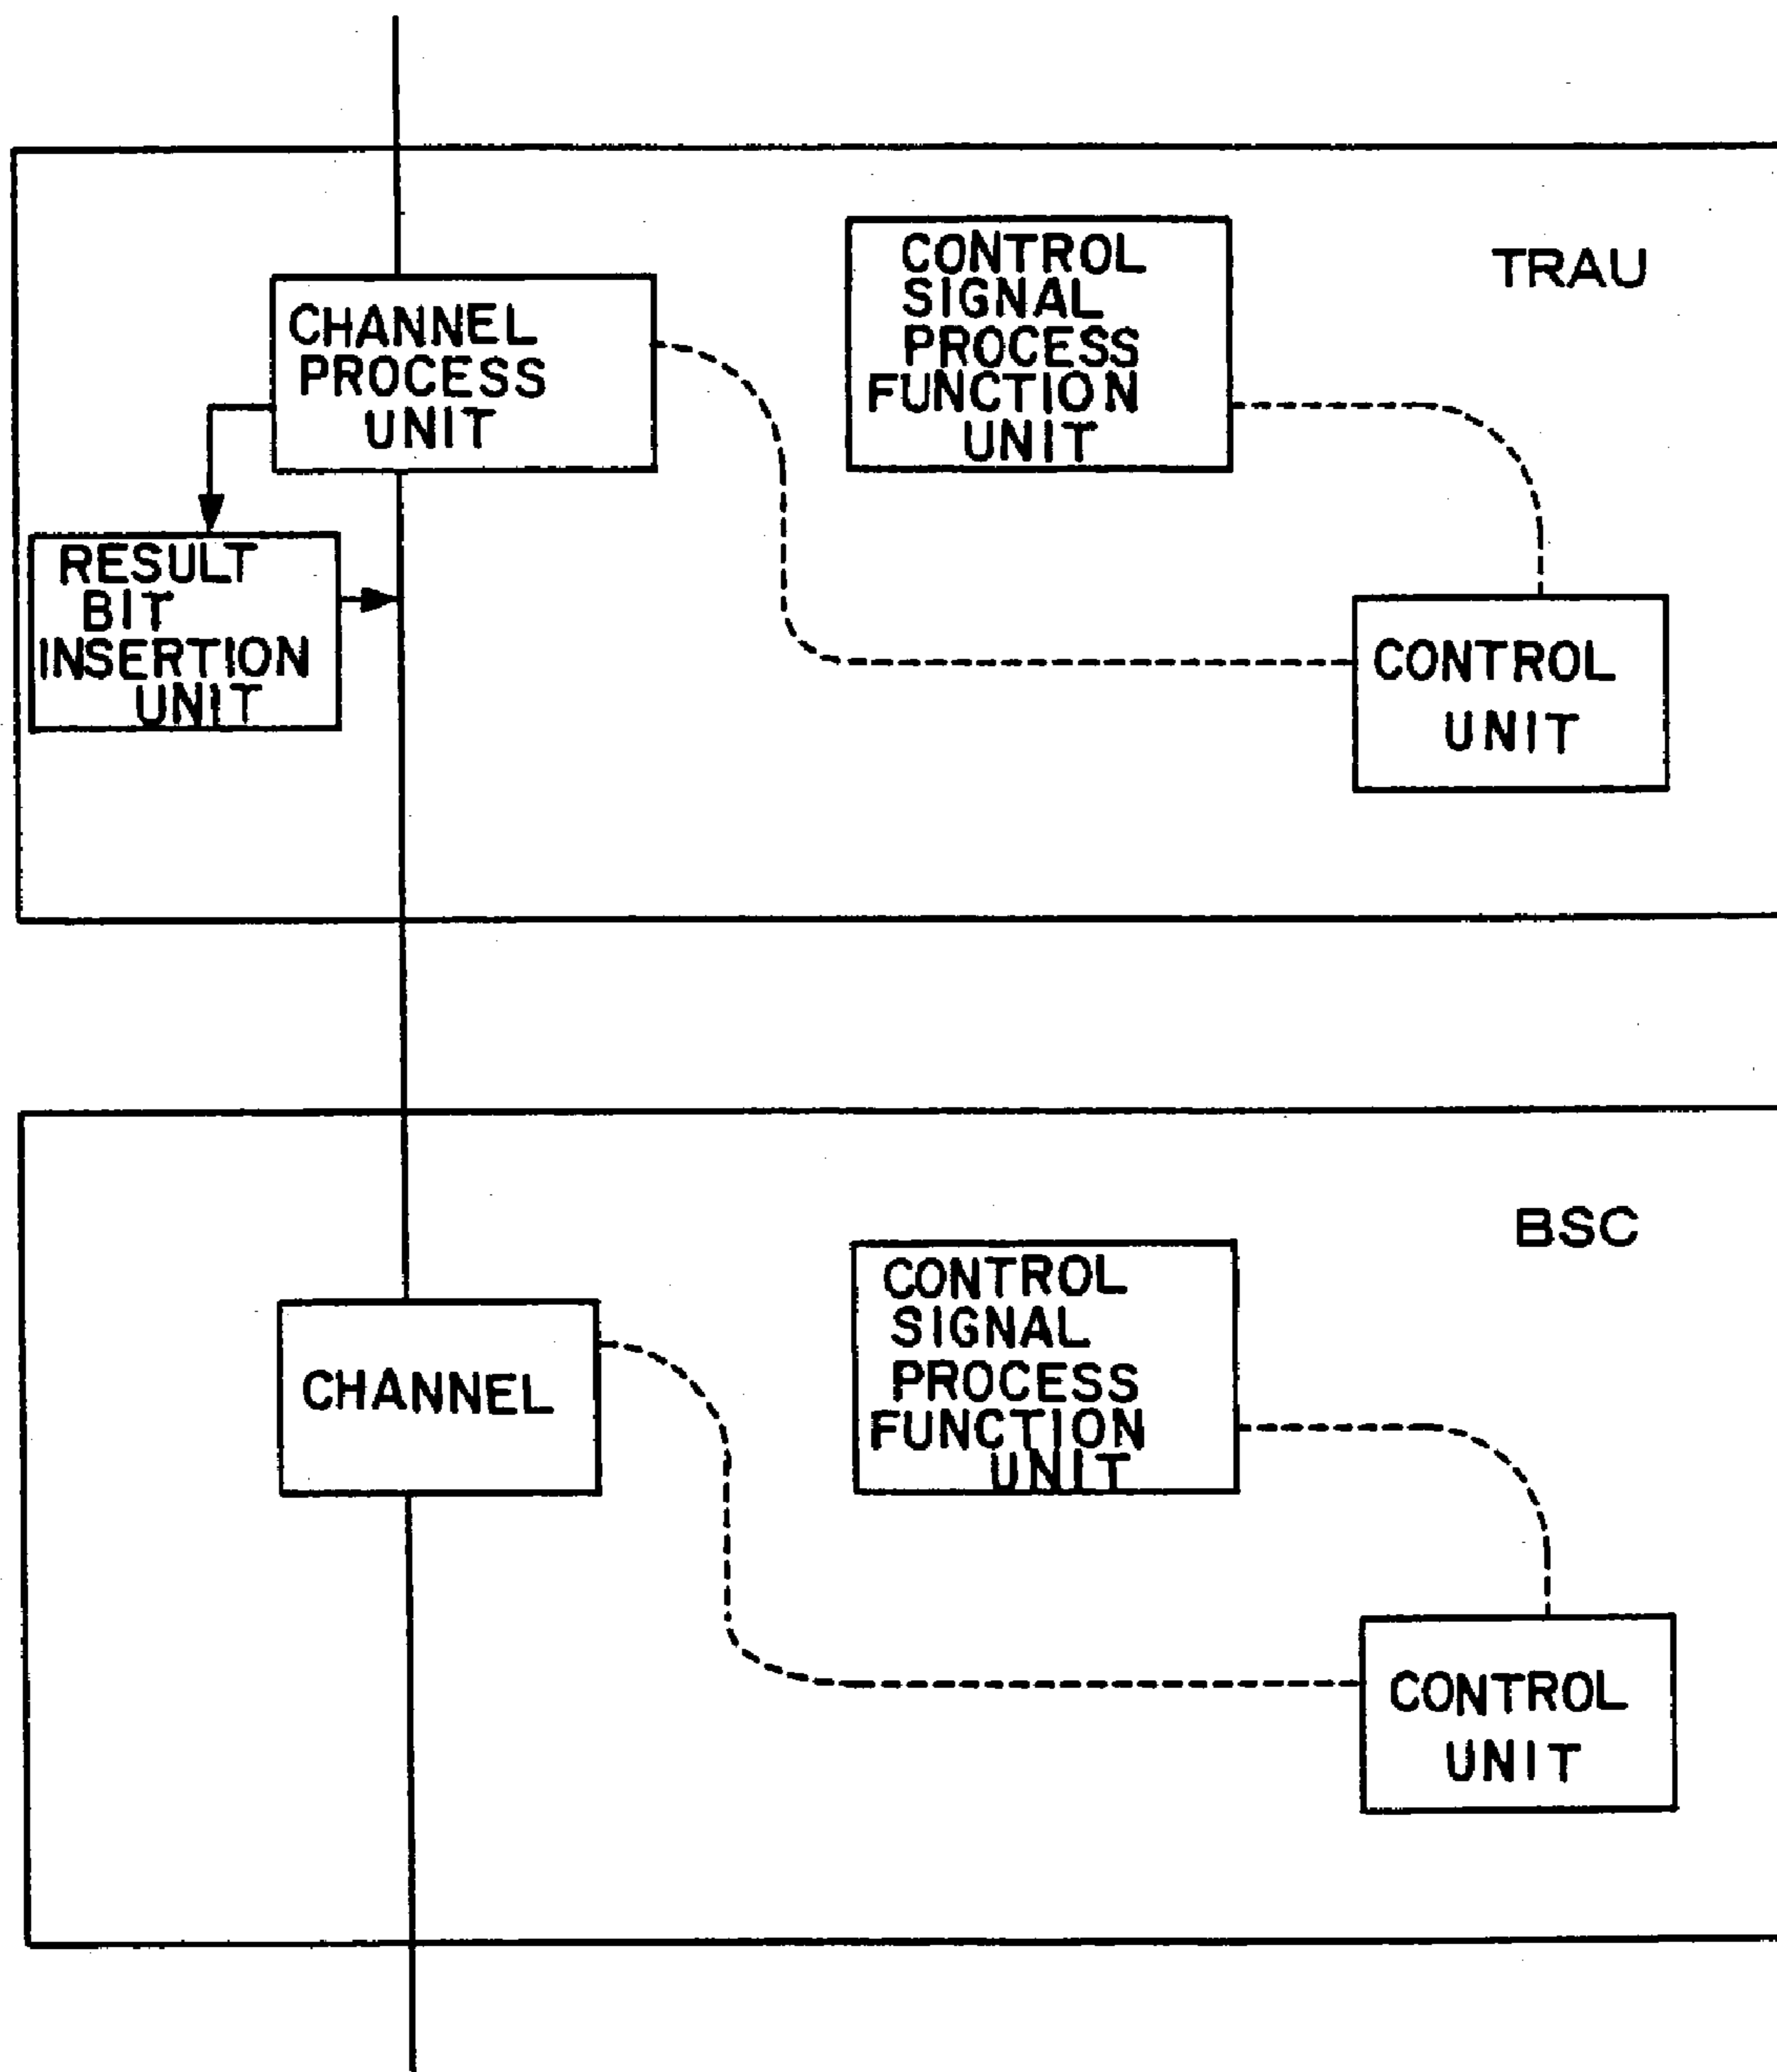 TRAU
CHANNEL
PROCESS
UNIT
CONTROL
SIGNAL
PROCESS
FUNCTION
UNIT
RESULT
BIT
INSERTION
UNIT
CONTROL
UNIT
BSC
CHANNEL
CONTROL
SIGNAL
PROCESS
FUNCTION
UNIT
CONTROL
UNIT